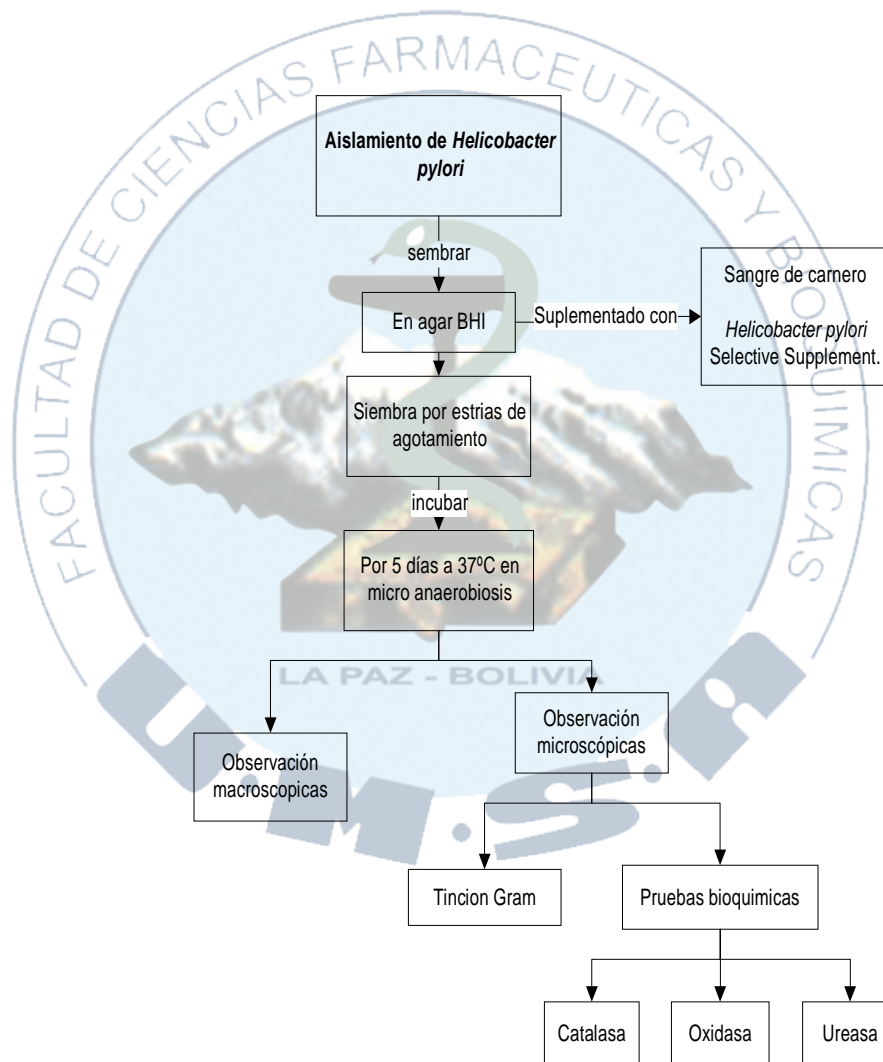 FACULTAD DE CIENCIAS FARMACEUTICAS Y BIOQUIMICAS
Aislamiento de Helicobacter
pylori
sembrar
En agar BHI
Suplementado con
Sangre de carnero
Helicobacter pylori
Selective Supplement.
Siembra por estrias de
agotamiento
incubar
Por 5 días a 37ºC en
micro anaerobiosis
LA PAZ - BOLIVIA
Observación
macroscopicas
Observación
microscópicas
U.M.S.A
Tincion Gram
Pruebas bioquimicas
Catalasa
Oxidasa
Ureasa